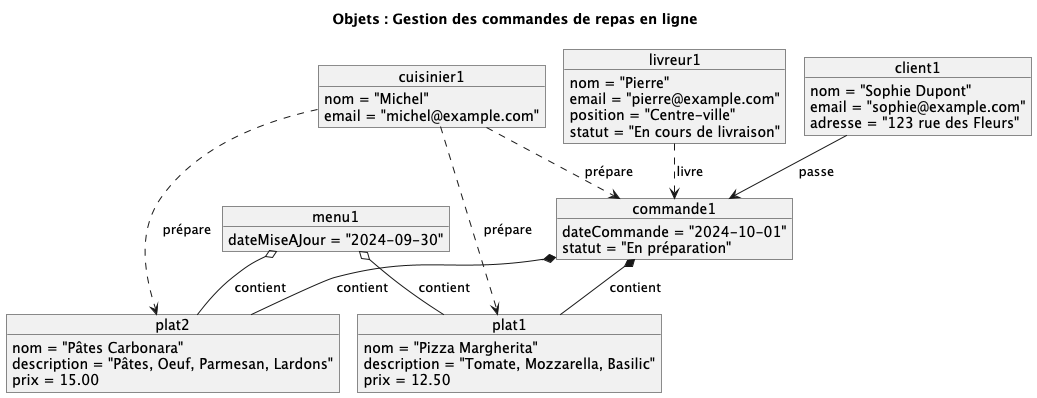 Objets : Gestion des commandes de repas en ligne
cuisinier1
nom = "Michel"
email = "michel@example.com"
livreur1
nom = "Pierre"
email = "pierre@example.com"
position = "Centre-ville"
statut = "En cours de livraison"
client1
nom = "Sophie Dupont"
email = "sophie@example.com"
adresse = "123 rue des Fleurs"
prépare
livre
passe
prépare
prépare
menu1
dateMiseAJour = "2024-09-30"
commande1
dateCommande = "2024-10-01"
statut = "En préparation"
contient
contient
contient
contient
plat2
nom = "Pâtes Carbonara"
description = "Pâtes, Oeuf, Parmesan, Lardons"
prix = 15.00
plat1
nom = "Pizza Margherita"
description = "Tomate, Mozzarella, Basilic"
prix = 12.50